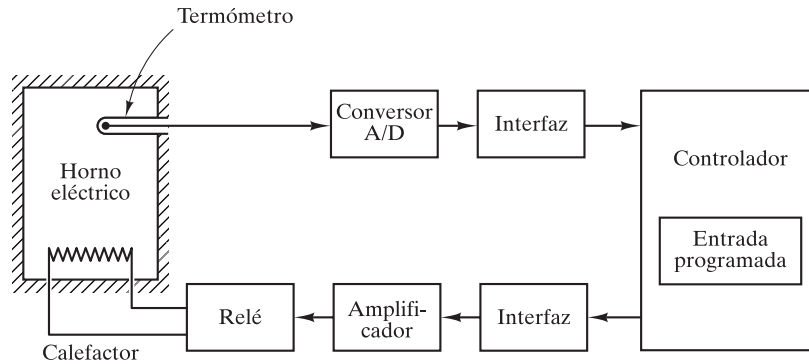 Termómetro
Conversor
A/D
Interfaz
Controlador
Horno
eléctrico
Entrada
programada
Relé
Amplifi-
cador
Interfaz
Calefactor